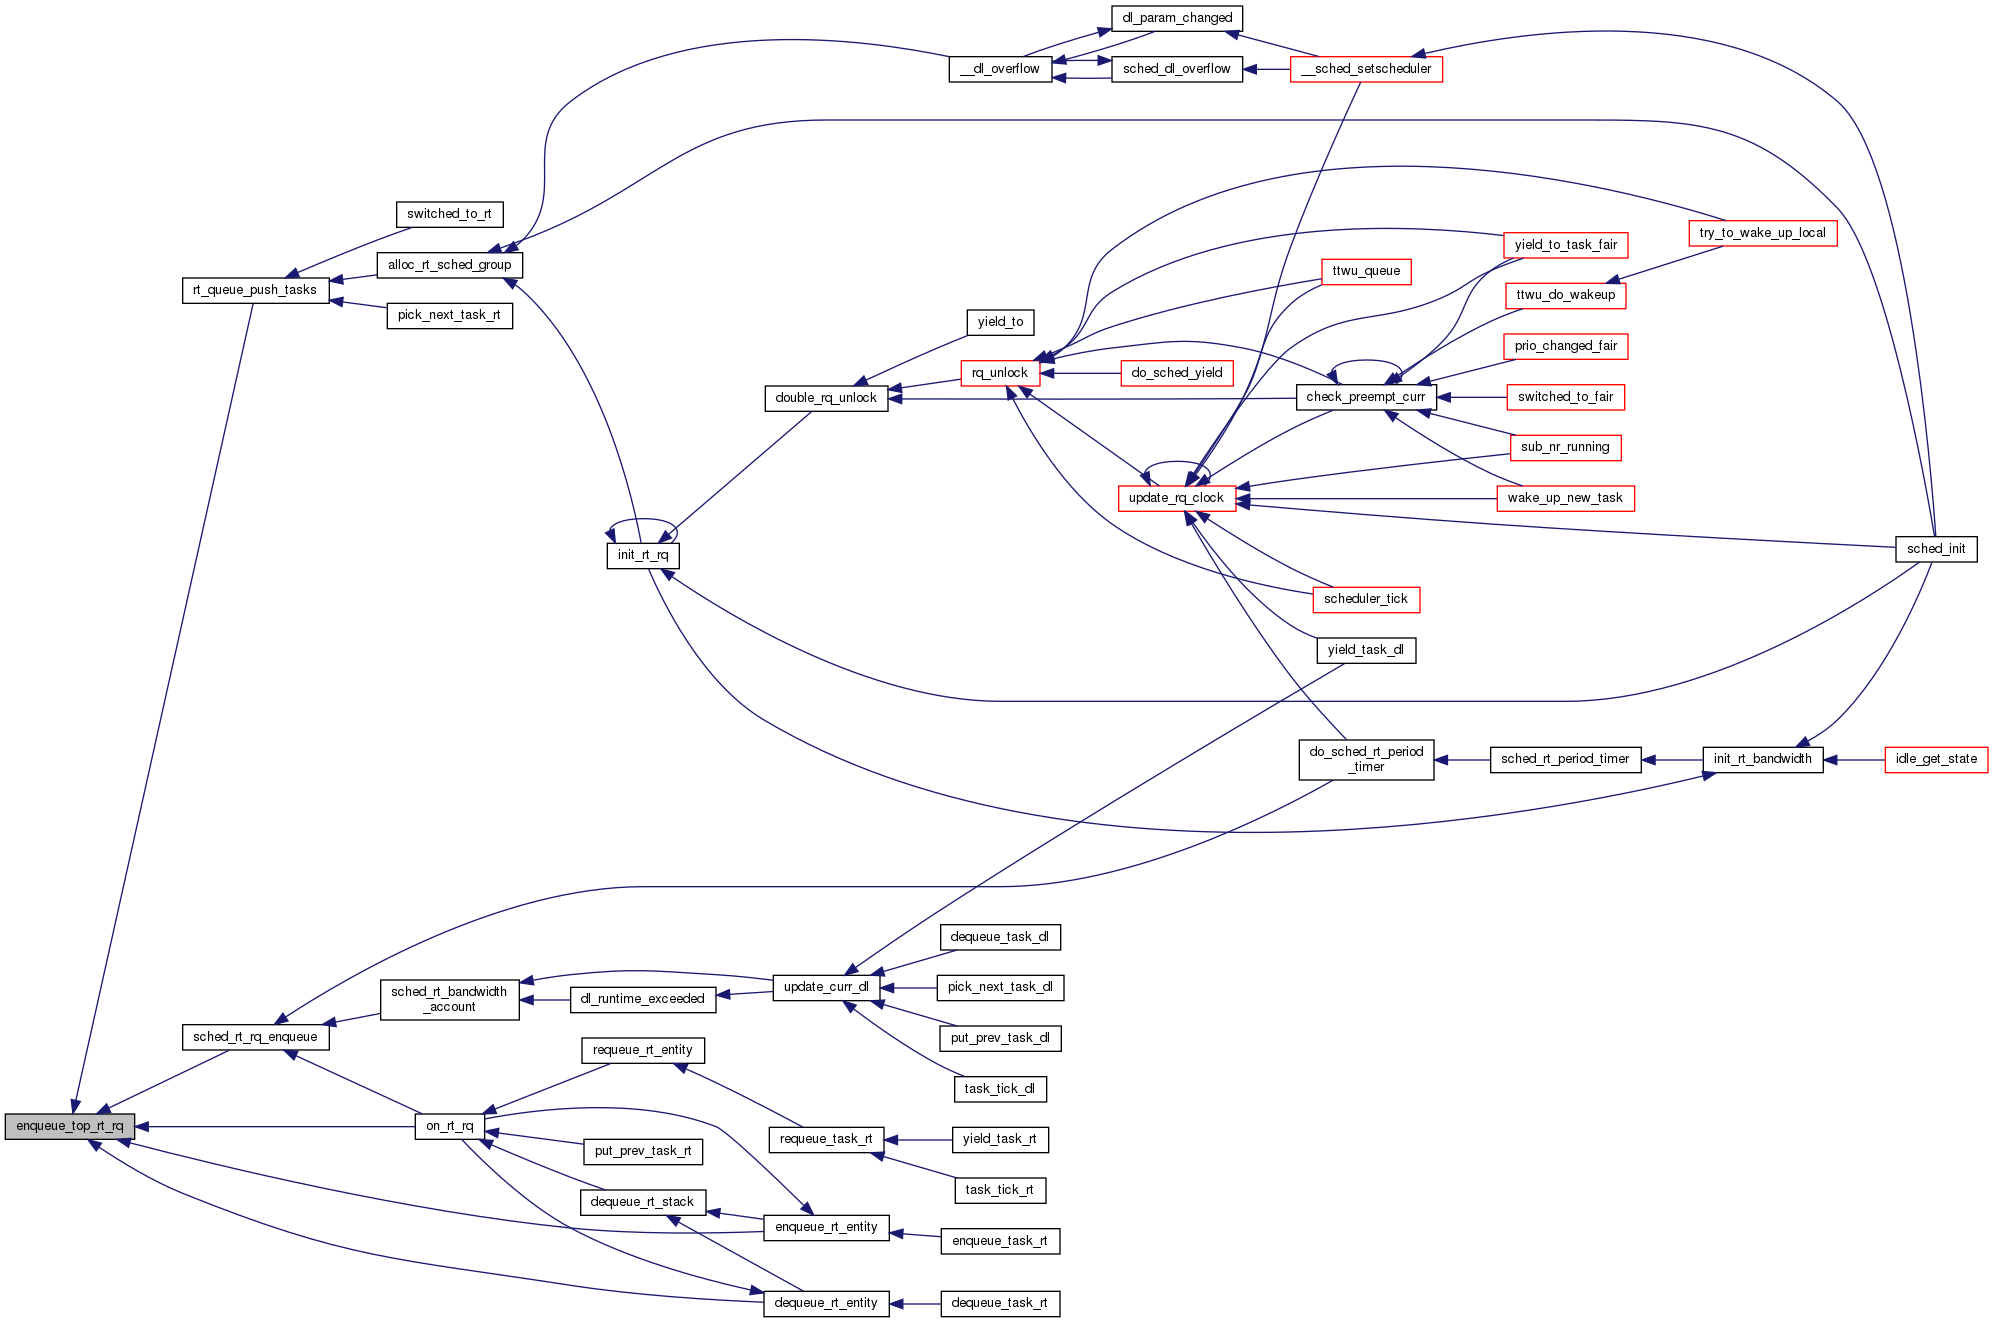 dl_param_changed
__dl_overflow
sched_dl_overflow
__sched_setscheduler
switched_to_rt
alloc_rt_sched_group
rt_queue_push_tasks
pick_next_task_rt
try_to_wake_up_local
yield_to_task_fair
ttwu_queue
ttwu_do_wakeup
yield_to
prio_changed_fair
rq_unlock
do_sched_yield
double_rq_unlock
check_preempt_curr
switched_to_fair
sub_nr_running
update_rq_clock
wake_up_new_task
init_rt_rq
sched_init
scheduler_tick
yield_task_dl
do_sched_rt_period
_timer
sched_rt_period_timer
init_rt_bandwidth
idle_get_state
dequeue_task_dl
sched_rt_bandwidth
_account
dl_runtime_exceeded
update_curr_dl
pick_next_task_dl
sched_rt_rq_enqueue
put_prev_task_dl
requeue_rt_entity
task_tick_dl
enqueue_top_rt_rq
on_rt_rq
requeue_task_rt
yield_task_rt
put_prev_task_rt
task_tick_rt
dequeue_rt_stack
enqueue_rt_entity
enqueue_task_rt
dequeue_rt_entity
dequeue_task_rt